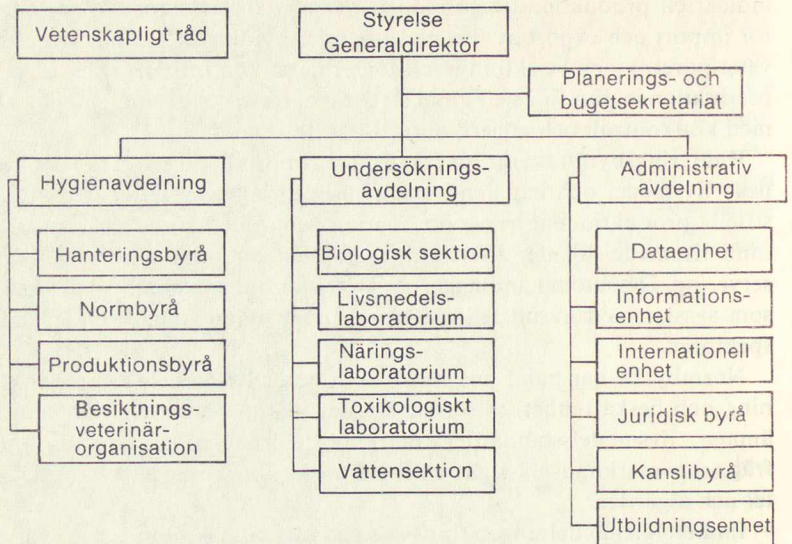 Vetenskapligt råd
Styrelse
Generaldirektör
Planerings- och
bugetsekretariat
Hygienavdelning
Hanteringsbyrå
Normbyrå
Produktionsbyrå
Besiktnings-
veterinär-
organisation
Undersöknings-
avdelning
Biologisk sektion
Livsmedels-
laboratorium
Närings-
laboratorium
Toxikologiskt
laboratorium
Vattensektion
Administrativ
avdelning
Dataenhet
Informations-
enhet
Internationell
enhet
Juridisk byrå
Kanslibyrå
Utbildningsenhet